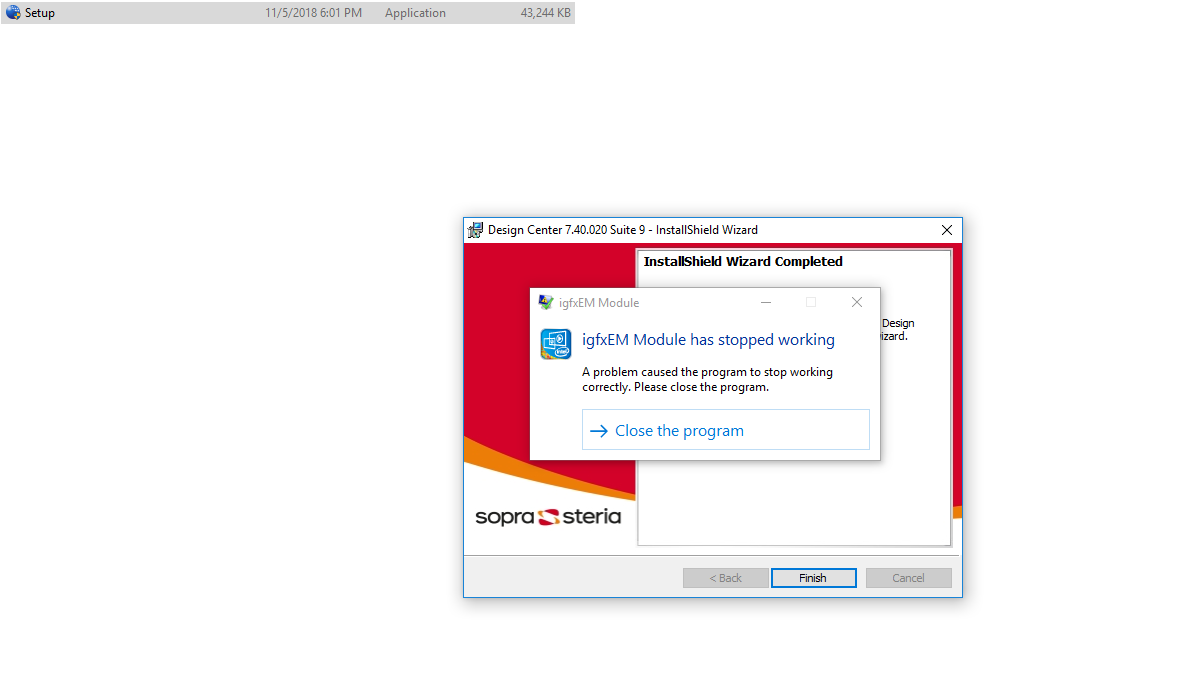 Setup 11/5/2018 6:01 PM Application 43,244 KB
Design Center 7.40.020 Suite 9 - InstallShield Wizard
InstallShield Wizard Completed
igfxEM Module
Design
igfxEM Module has stopped working
A problem caused the program to stop working
correctly. Please close the program.
Close the program
intel
sopra steria
< Back
Finish
Cancel